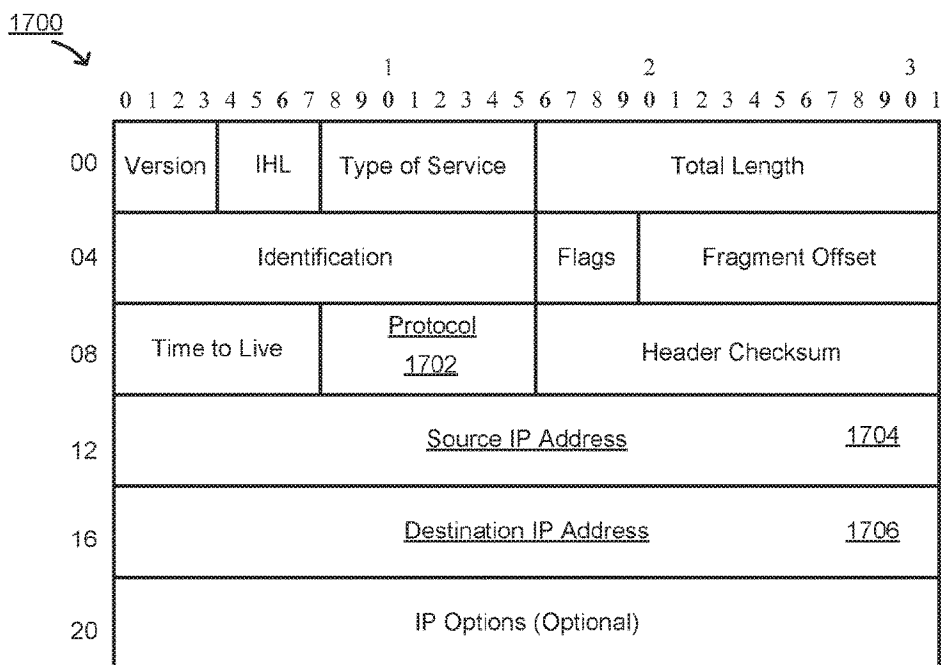 1700
1 2 3
0 1 2 3 4 5 6 7 8 9 0 1 2 3 4 5 6 7 8 9 0 1 2 3 4 5 6 7 8 9 0 1
00 Version IHL Type of Service Total Length
04 Identification Flags Fragment Offset
08 Time to Live Protocol 1702 Header Checksum
12 Source IP Address 1704
16 Destination IP Address 1706
20 IP Options (Optional)